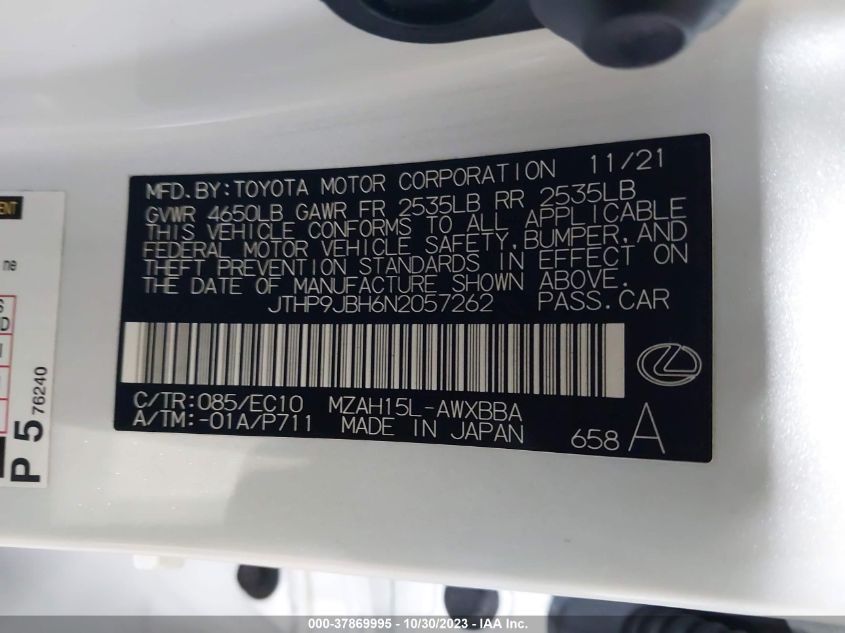 MFD. BY: TOYOTA MOTOR CORPORATION 11/21
GVWR 4650LB GAWR FR 2535LB RR 2535LB
THIS VEHICLE CONFORMS TO ALL APPLICABLE
FEDERAL MOTOR VEHICLE SAFETY, BUMPER, AND
THEFT PREVENTION STANDARDS IN EFFECT ON
THE DATE OF MANUFACTURE SHOWN ABOVE.
JTHP9JBH6N2057262 PASS.CAR
C/TR: 085/EC10 MZAH15L-AWXBBA
A/TM:-01A/P711 MADE IN JAPAN 658 A
P 5 76240
ne
000-37869995 - 10/30/2023 - IAA Inc.